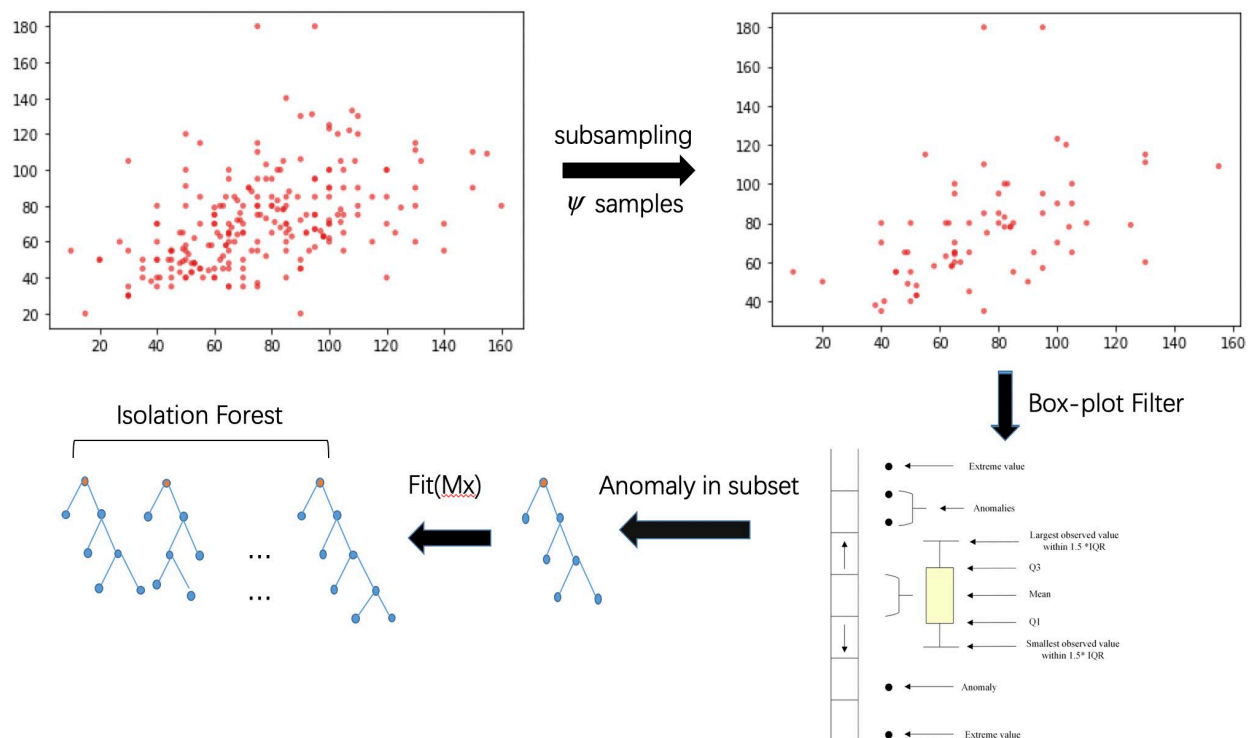 180
160
140
120
100
80
60
40
20
20 40 60 80 100 120 140 160
subsampling
ψ samples
180
160
140
120
100
80
60
40
20 40 60 80 100 120 140 160
Box-plot Filter
Isolation Forest
Fit(Mx)
Anomaly in subset
...
...
Extreme value
Anomalies
Largest observed value
within 1.5 *IQR
Q3
Mean
Q1
Smallest observed value
within 1.5* IQR
Anomaly
Extreme value